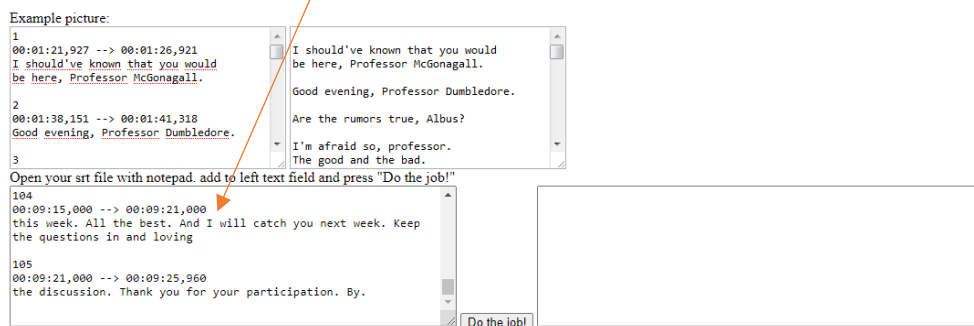 Example picture:
1
00:01:21,927 --> 00:01:26,921
I should've known that you would
be here, Professor McGonagall.
2
00:01:38,151 --> 00:01:41,318
Good evening, Professor Dumbledore.
3
I should've known that you would
be here, Professor McGonagall.
Good evening, Professor Dumbledore.
Are the rumors true, Albus?
I'm afraid so, professor.
The good and the bad.
Open your srt file with notepad. add to left text field and press "Do the job!"
104
00:09:15,000 --> 00:09:21,000
this week. All the best. And I will catch you next week. Keep
the questions in and loving
105
00:09:21,000 --> 00:09:25,960
the discussion. Thank you for your participation. By.
Do the job!